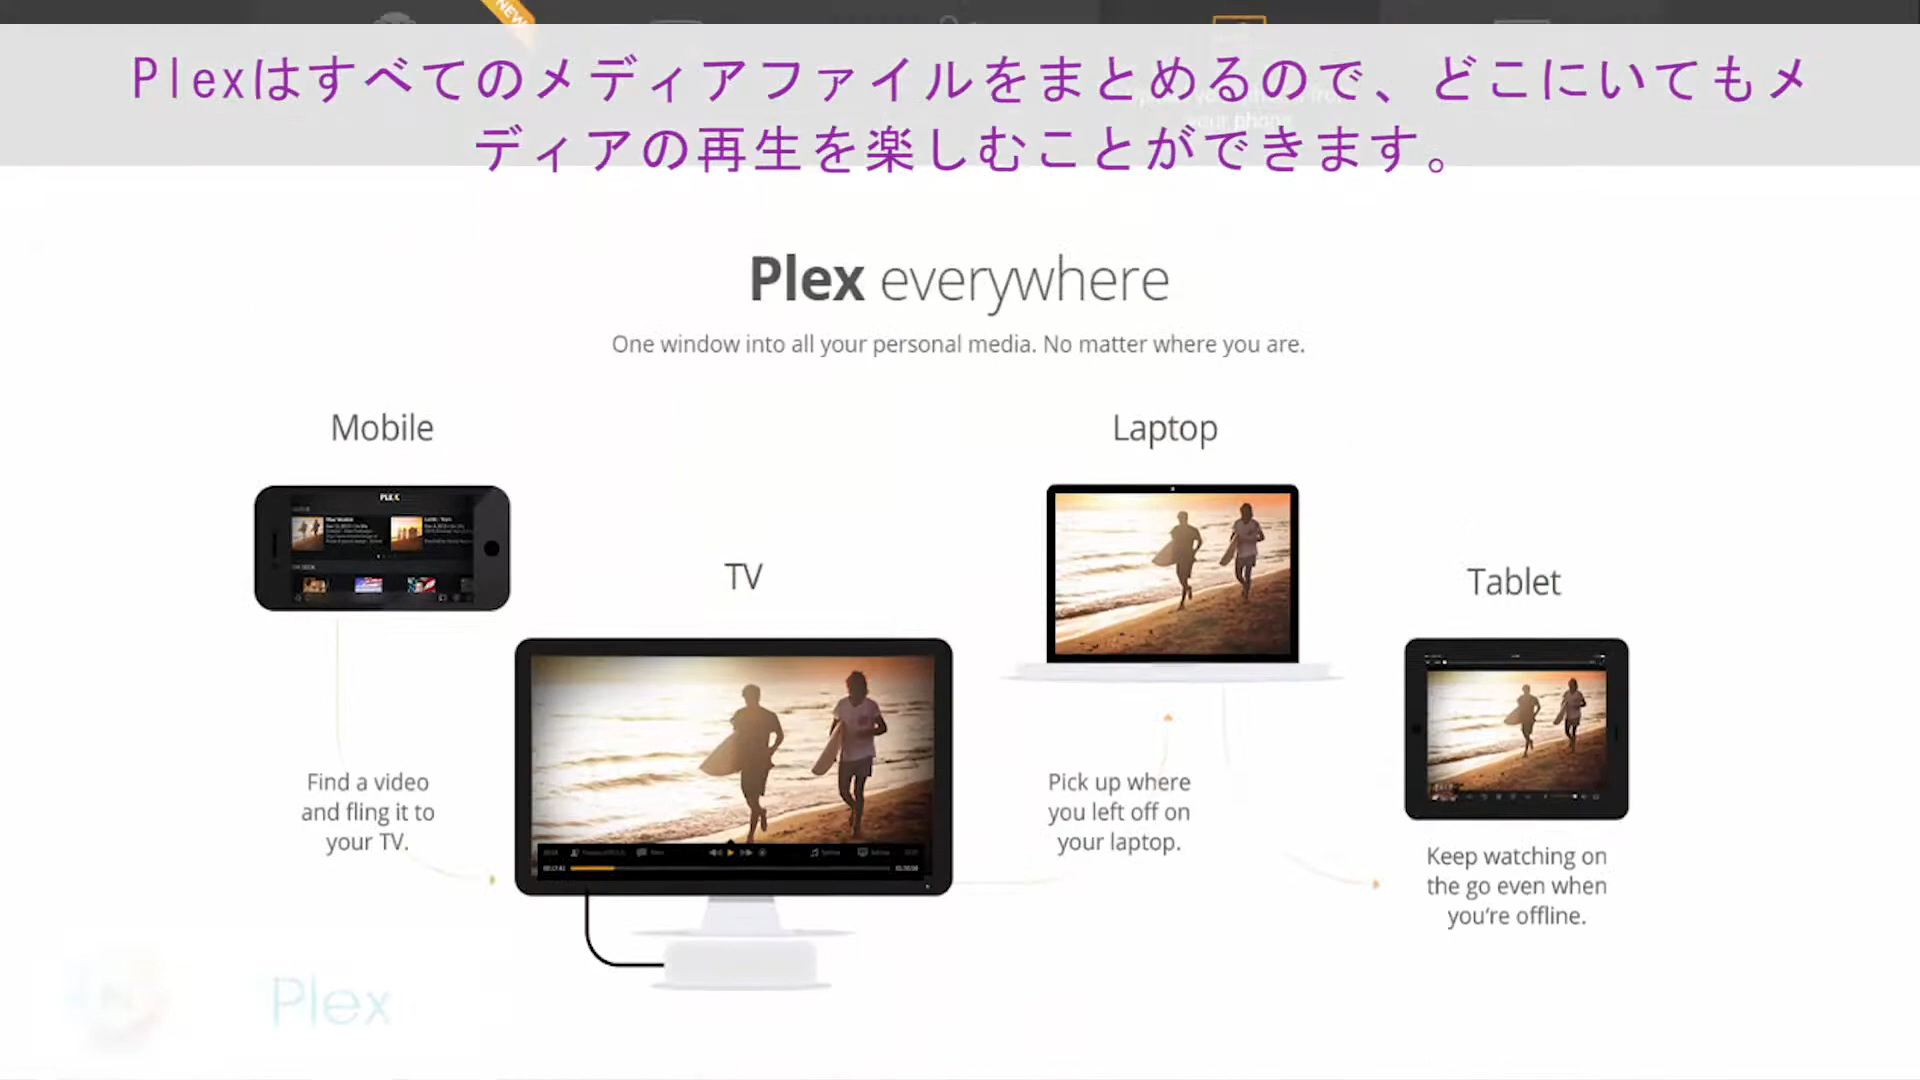 NEW
Plexはすべてのメディアファイルをまとめるので、どこにいてもメ
ディアの再生を楽しむことができます。
your phone
Plex everywhere
One window into all your personal media. No matter where you are.
Mobile
Laptop
TV
Tablet
PLEX
Find a video
and fling it to
your TV.
Pick up where
you left off on
your laptop.
Keep watching on
the go even when
you're offline.
Plex